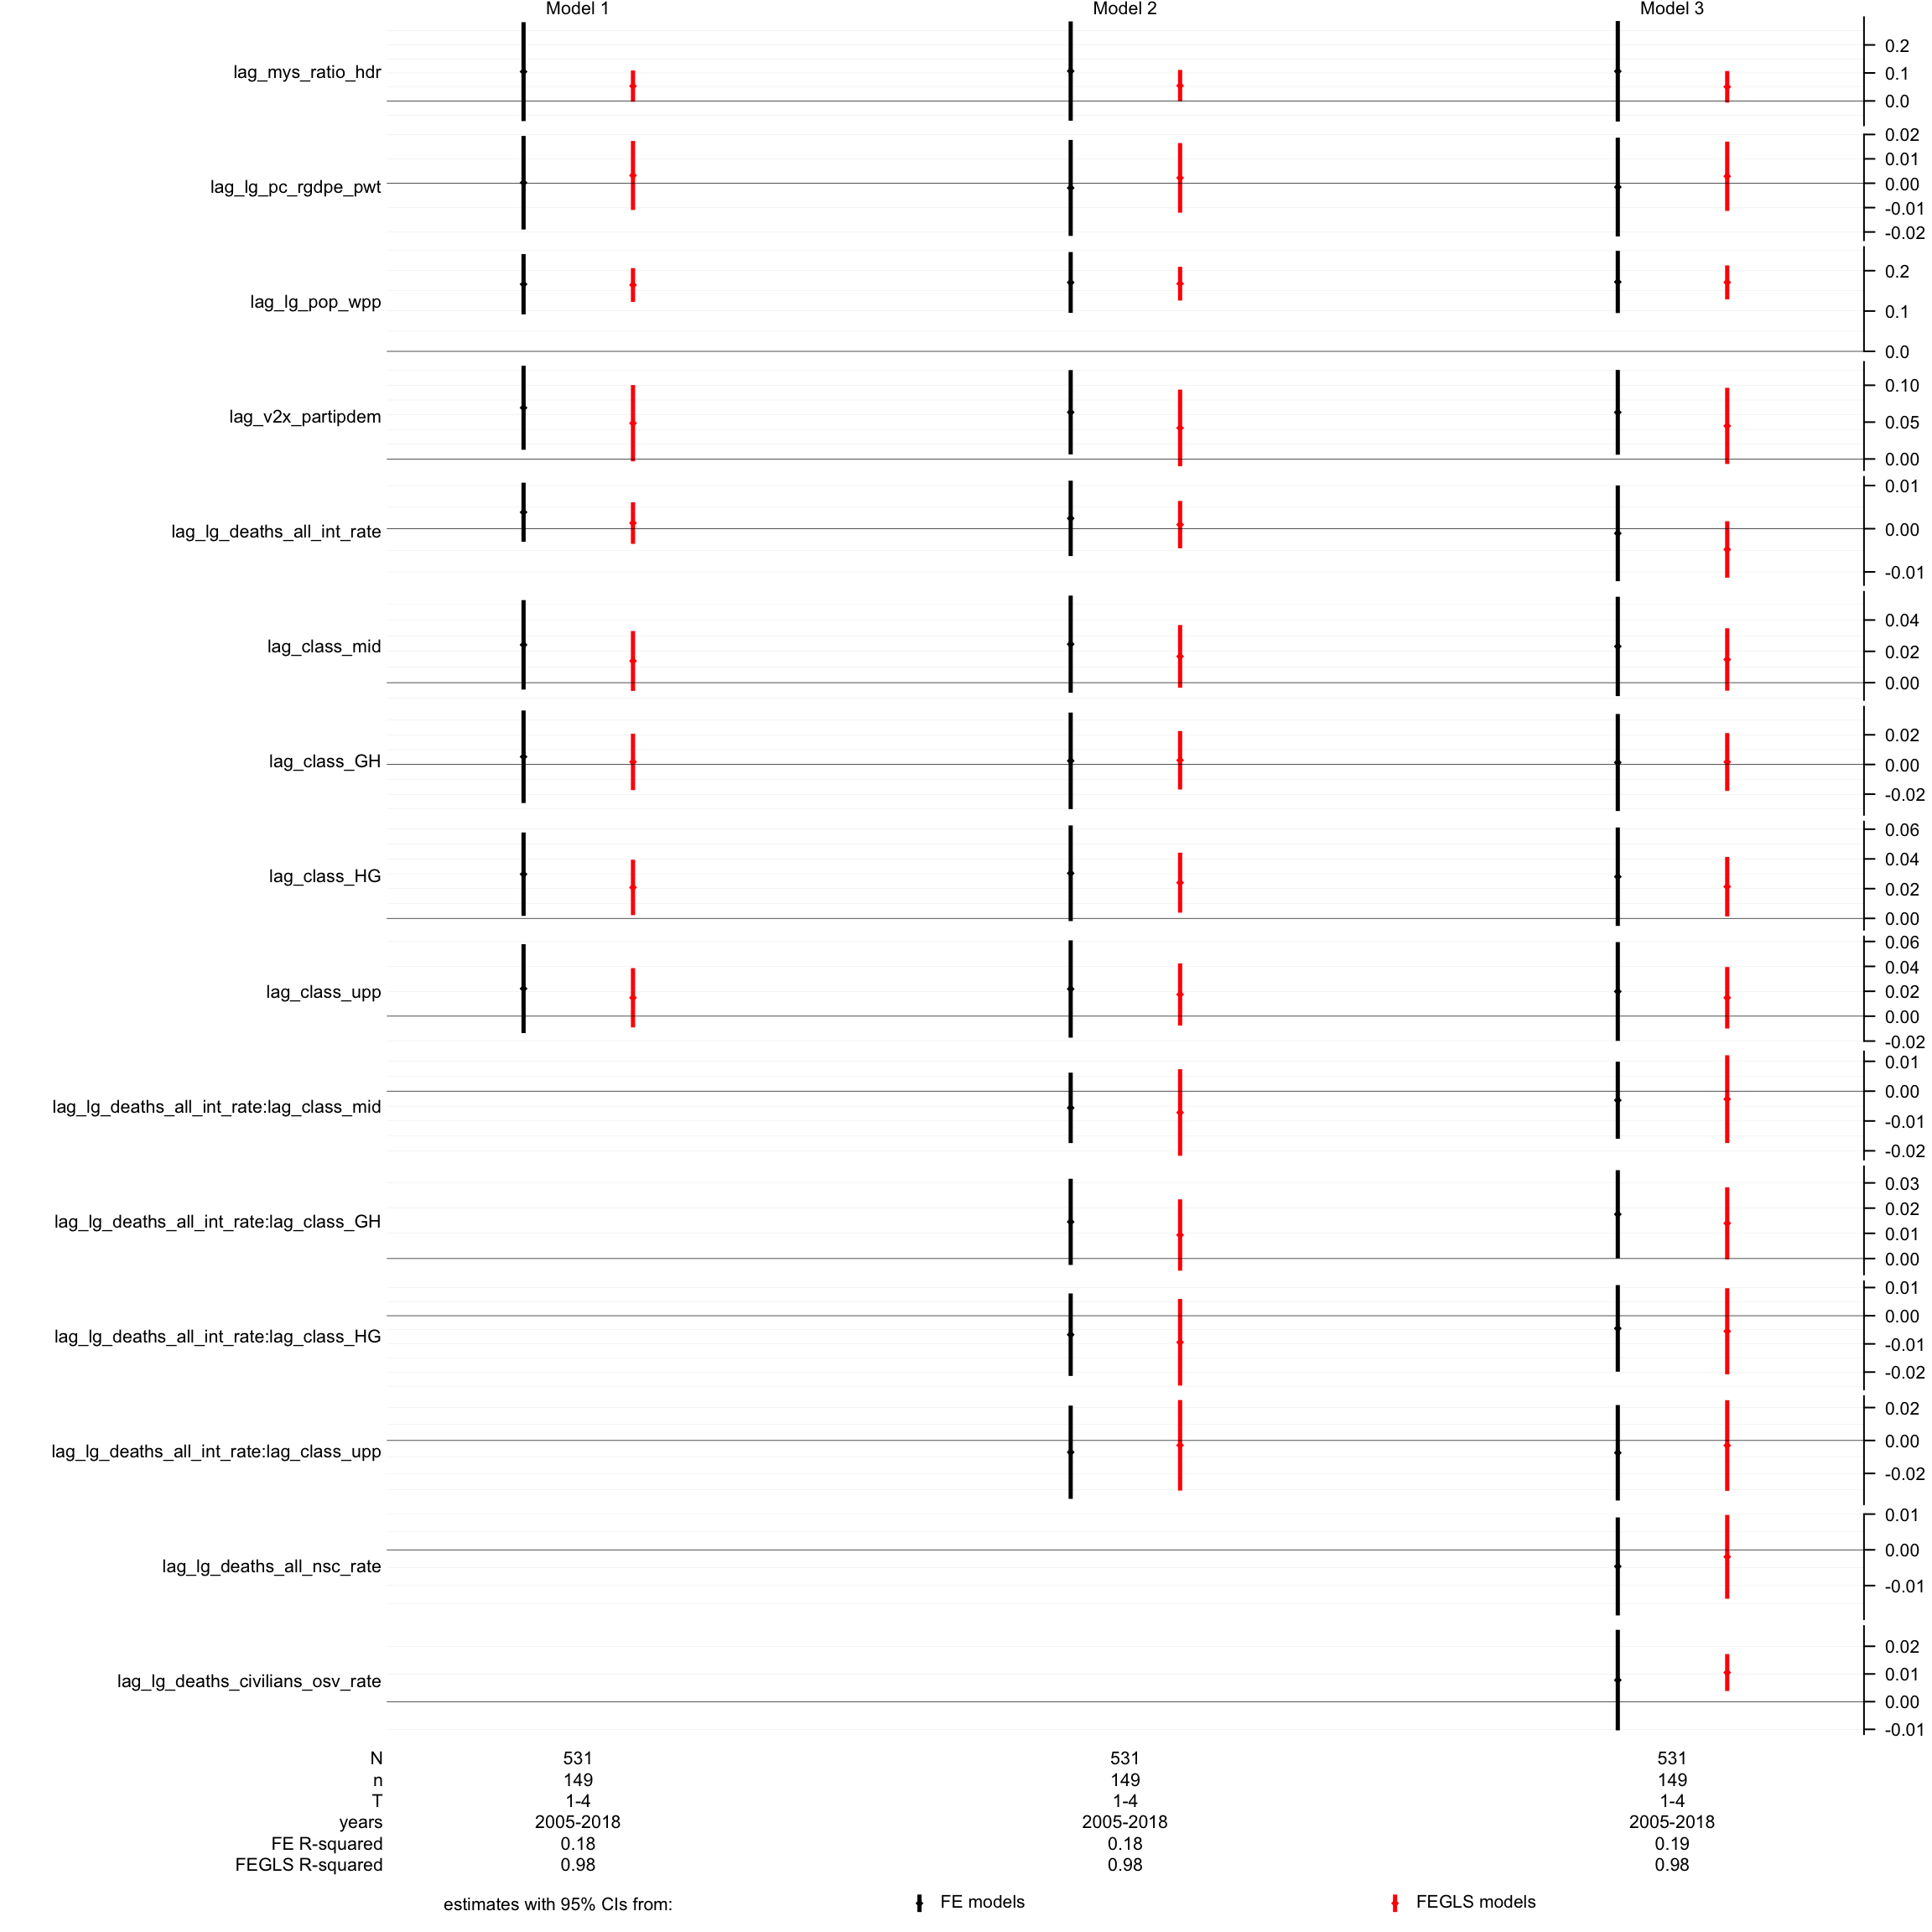 Model 1 Model 2 Model 3
lag_mys_ratio_hdr
0.2
0.1
0.0
lag_lg_pc_rgdpe_pwt
0.02
0.01
0.00
-0.01
-0.02
lag_lg_pop_wpp
0.2
0.1
0.0
lag_v2x_partipdem
0.10
0.05
0.00
lag_lg_deaths_all_int_rate
0.01
0.00
-0.01
lag_class_mid
0.04
0.02
0.00
lag_class_GH
0.02
0.00
-0.02
lag_class_HG
0.06
0.04
0.02
0.00
lag_class_upp
0.06
0.04
0.02
0.00
-0.02
lag_lg_deaths_all_int_rate:lag_class_mid
0.01
0.00
-0.01
-0.02
lag_lg_deaths_all_int_rate:lag_class_GH
0.03
0.02
0.01
0.00
lag_lg_deaths_all_int_rate:lag_class_HG
0.01
0.00
-0.01
-0.02
lag_lg_deaths_all_int_rate:lag_class_upp
0.02
0.00
-0.02
lag_lg_deaths_all_nsc_rate
0.01
0.00
-0.01
lag_lg_deaths_civilians_osv_rate
0.02
0.01
0.00
-0.01
N 531 531 531
n 149 149 149
T 1-4 1-4 1-4
years 2005-2018 2005-2018 2005-2018
FE R-squared 0.18 0.18 0.19
FEGLS R-squared 0.98 0.98 0.98
estimates with 95% CIs from: FE models FEGLS models